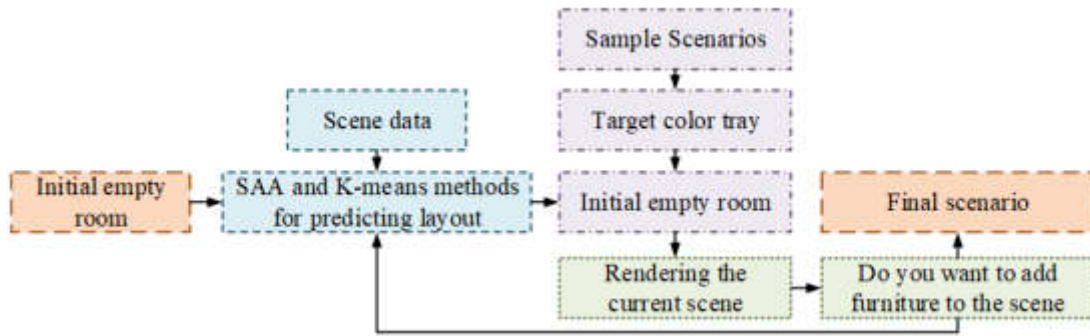 Sample Scenarios
Scene data
Target color tray
Initial empty
room
SAA and K-means methods
for predicting layout
Initial empty room
Final scenario
Rendering the
current scene
Do you want to add
furniture to the scene